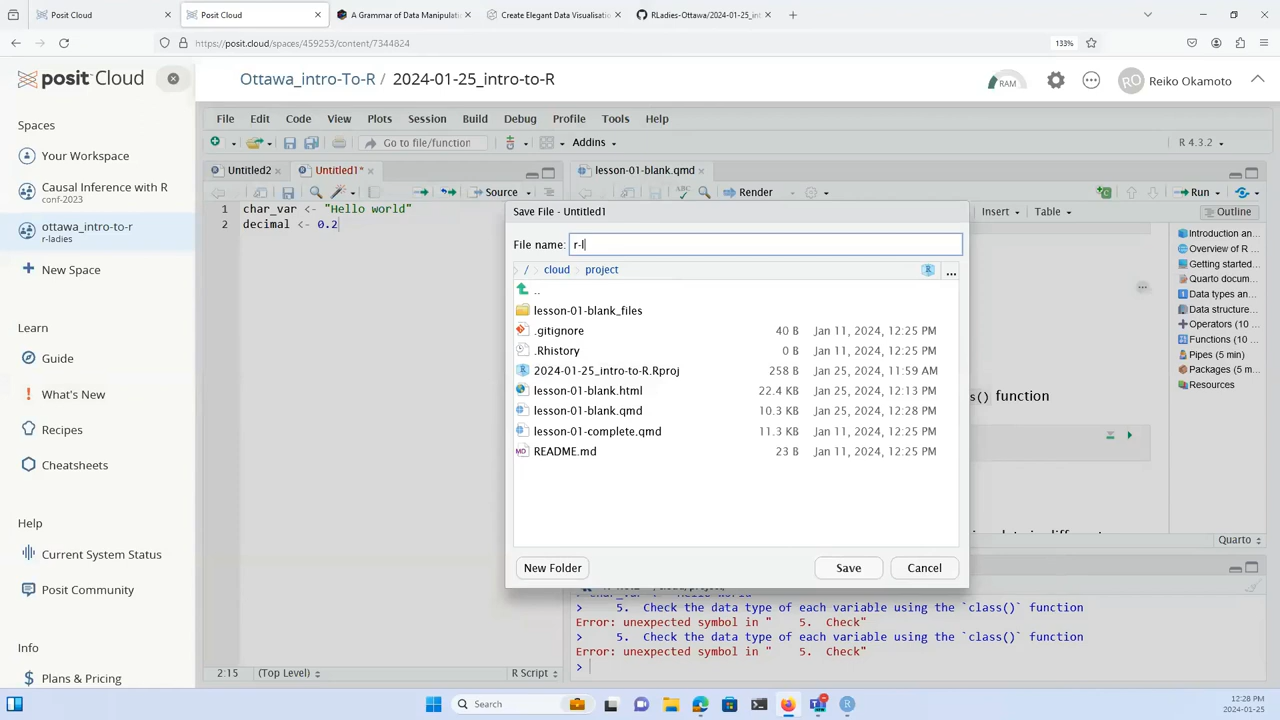 Posit Cloud
Posit Cloud
A Grammar of Data Manipulati
Create Elegant Data Visualisatio
RLadies-Ottawa/2024-01-25_int
https://posit.cloud/spaces/459253/content/7344824
133%
posit Cloud
Ottawa_intro-To-R / 2024-01-25_intro-to-R
RAM
RO
Reiko Okamoto
Spaces
Your Workspace
Causal Inference with R
conf-2023
ottawa_intro-to-r
r-ladies
New Space
Learn
Guide
What's New
Recipes
Cheatsheets
Help
Current System Status
Posit Community
Info
Plans & Pricing
File Edit Code View Plots Session Build Debug Profile Tools Help
Go to file/function
Addins
R 4.3.2
Untitled2
Untitled1*
lesson-01-blank.qmd
Source
Render
Run
1 char_var <- "Hello world"
2 decimal <- 0.2
Insert
Table
Outline
Introduction an
Overview of R
Getting started
Quarto docum
Data types an
Data structure
Operators (10
Functions (10
Pipes (5 min)
Packages (5 m
Resources
() function
Save File - Untitled1
File name: r-l
/ cloud project
...
..
lesson-01-blank_files
.gitignore 40 B Jan 11, 2024, 12:25 PM
.Rhistory 0 B Jan 11, 2024, 12:25 PM
2024-01-25_intro-to-R.Rproj 258 B Jan 25, 2024, 11:59 AM
lesson-01-blank.html 22.4 KB Jan 25, 2024, 12:13 PM
lesson-01-blank.qmd 10.3 KB Jan 25, 2024, 12:28 PM
lesson-01-complete.qmd 11.3 KB Jan 11, 2024, 12:25 PM
README.md 23 B Jan 11, 2024, 12:25 PM
New Folder
Save
Cancel
Quarto
> 5. Check the data type of each variable using the `class()` function
Error: unexpected symbol in " 5. Check"
> 5. Check the data type of each variable using the `class()` function
Error: unexpected symbol in " 5. Check"
>
2:15
(Top Level)
R Script
Search
12:28 PM
2024-01-25